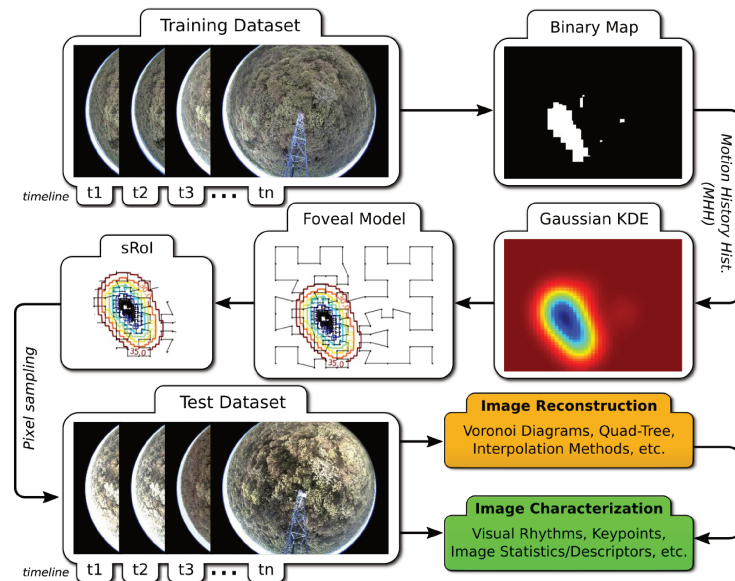 Training Dataset
Binary Map
timeline t1 t2 t3 ... tn
Motion History Hist.
(MHH)
sRoI
Foveal Model
Gaussian KDE
35.0
35.0
Pixel sampling
Test Dataset
Image Reconstruction
Voronoi Diagrams, Quad-Tree,
Interpolation Methods, etc.
Image Characterization
Visual Rhythms, Keypoints,
Image Statistics/Descriptors, etc.
timeline t1 t2 t3 ... tn